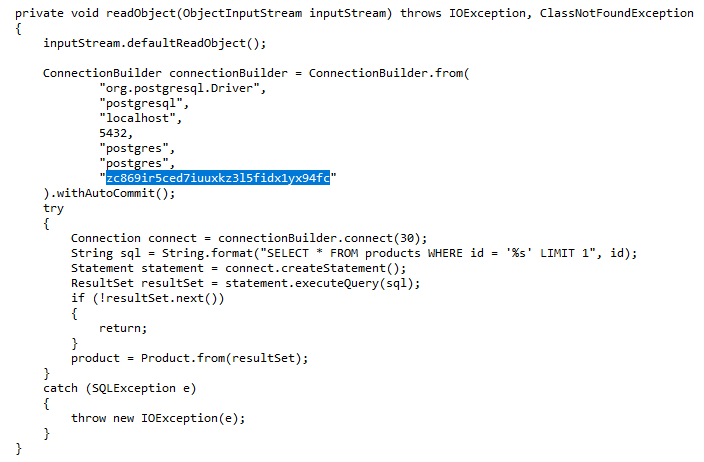 private void readObject(ObjectInputStream inputStream) throws IOException, ClassNotFoundException
{
    inputStream.defaultReadObject();

    ConnectionBuilder connectionBuilder = ConnectionBuilder.from(
            "org.postgresql.Driver",
            "postgresql",
            "localhost",
            5432,
            "postgres",
            "postgres",
            "zc869ir5ced7iuuxkz3l5fidx1yx94fc"
    ).withAutoCommit();
    try
    {
        Connection connect = connectionBuilder.connect(30);
        String sql = String.format("SELECT * FROM products WHERE id = '%s' LIMIT 1", id);
        Statement statement = connect.createStatement();
        ResultSet resultSet = statement.executeQuery(sql);
        if (!resultSet.next())
        {
            return;
        }
        product = Product.from(resultSet);
    }
    catch (SQLException e)
    {
        throw new IOException(e);
    }
}